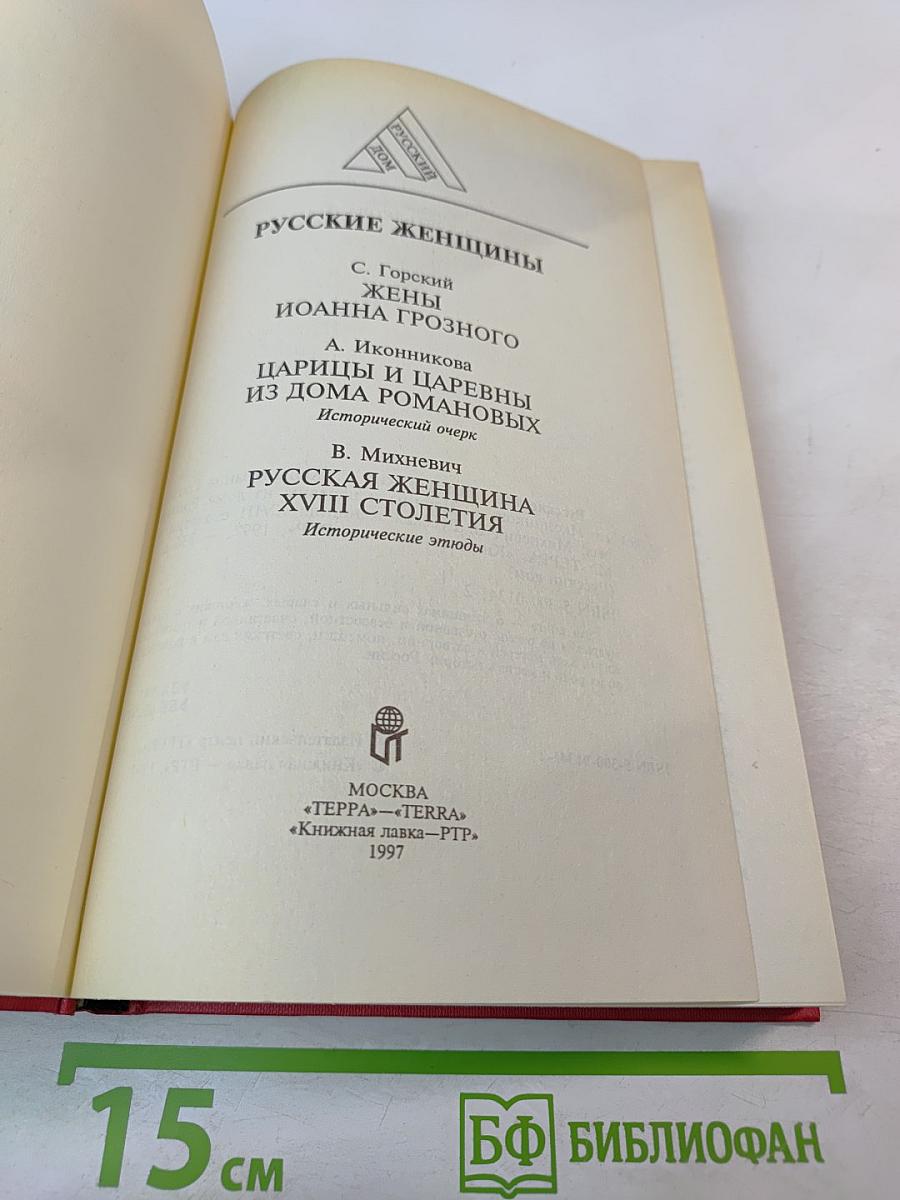 РУССКИЙ
ДОМ
РУССКИЕ ЖЕНЩИНЫ
С. Горский
ЖЕНЫ
ИОАННА ГРОЗНОГО
А. Иконникова
ЦАРИЦЫ И ЦАРЕВНЫ
ИЗ ДОМА РОМАНОВЫХ
Исторический очерк
В. Михневич
РУССКАЯ ЖЕНЩИНА
XVIII СТОЛЕТИЯ
Исторические этюды
МОСКВА
«ТЕРРА»—«TERRA»
«Книжная лавка—РТР»
1997
15 см
БФ БИБЛИОФАН